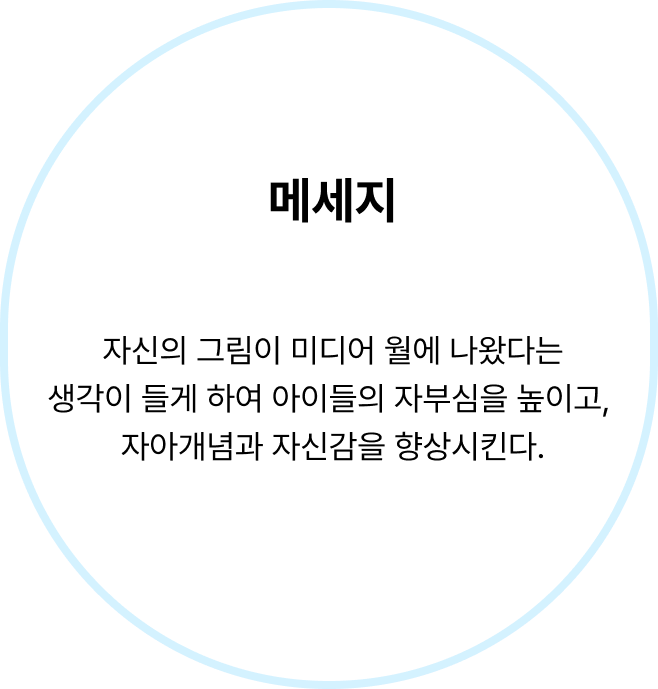 메세지
자신의 그림이 미디어 월에 나왔다는
생각이 들게 하여 아이들의 자부심을 높이고,
자아개념과 자신감을 향상시킨다.